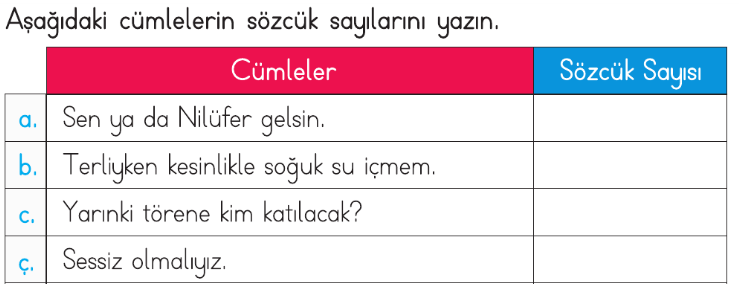 Aşağıdaki cümlelerin sözcük sayılarını yazın.
Cümleler Sözcük Sayısı
a. Sen ya da Nilüfer gelsin.
b. Terliyken kesinlikle soğuk su içmem.
c. Yarınki törene kim katılacak?
ç. Sessiz olmalıyız.